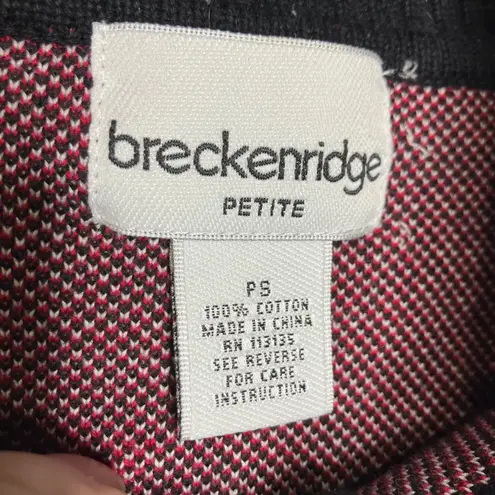 breckenridge
PETITE
PS
100% COTTON
MADE IN CHINA
RN 113135
SEE REVERSE
FOR CARE
INSTRUCTION